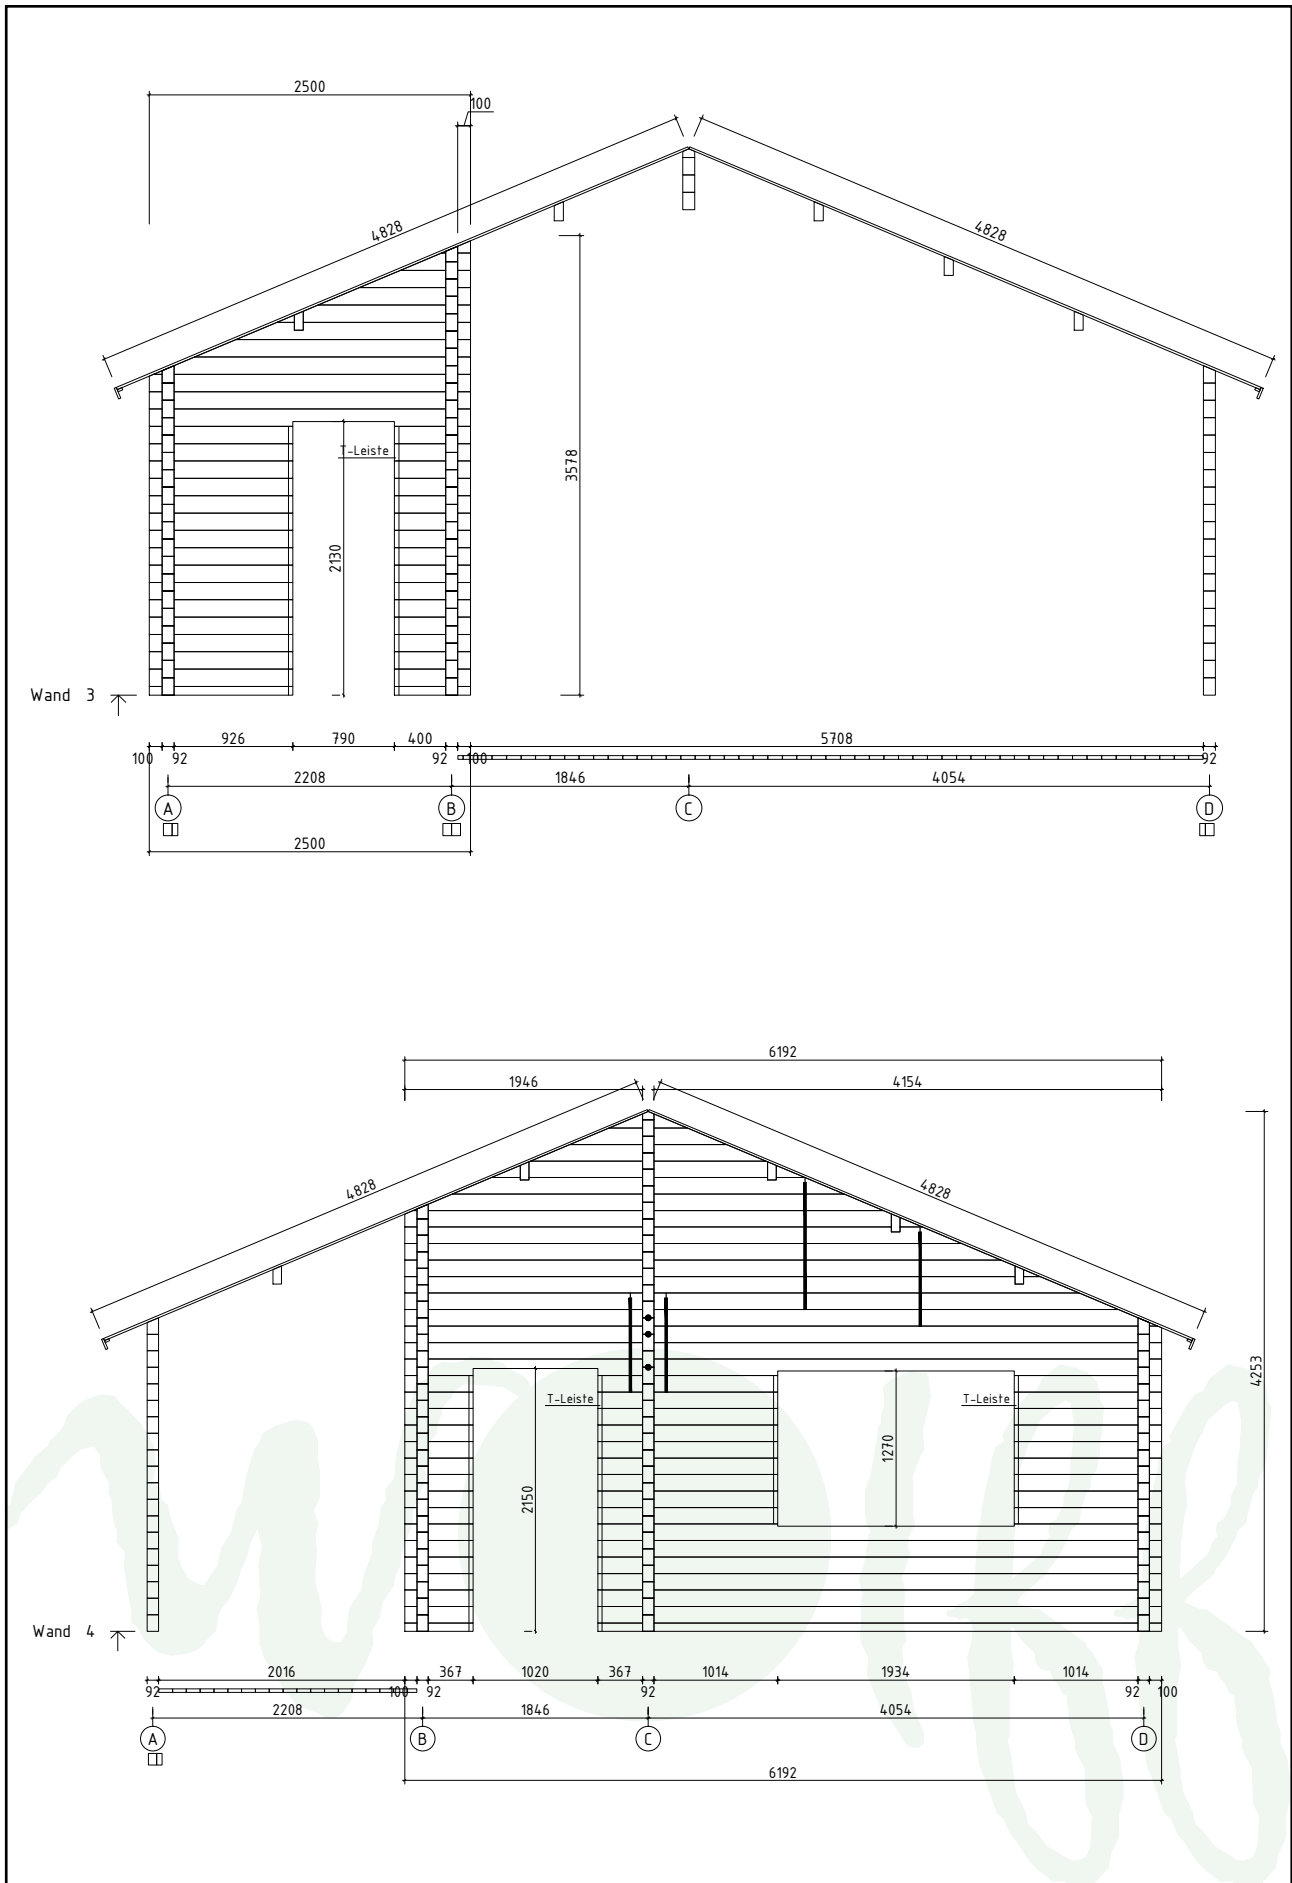 2500
100
4828
4828
3578
T-Leiste
2130
Wand 3
926 790 400 5708
100 92 92 100 92
2208 1846 4054
A B C D
2500
6192
1946 4154
4828
4828
4253
T-Leiste T-Leiste
1270
2150
Wand 4
2016 367 1020 367 1014 1934 1014
92 100 92 92 92 100
2208 1846 4054
A B C D
6192
wolff